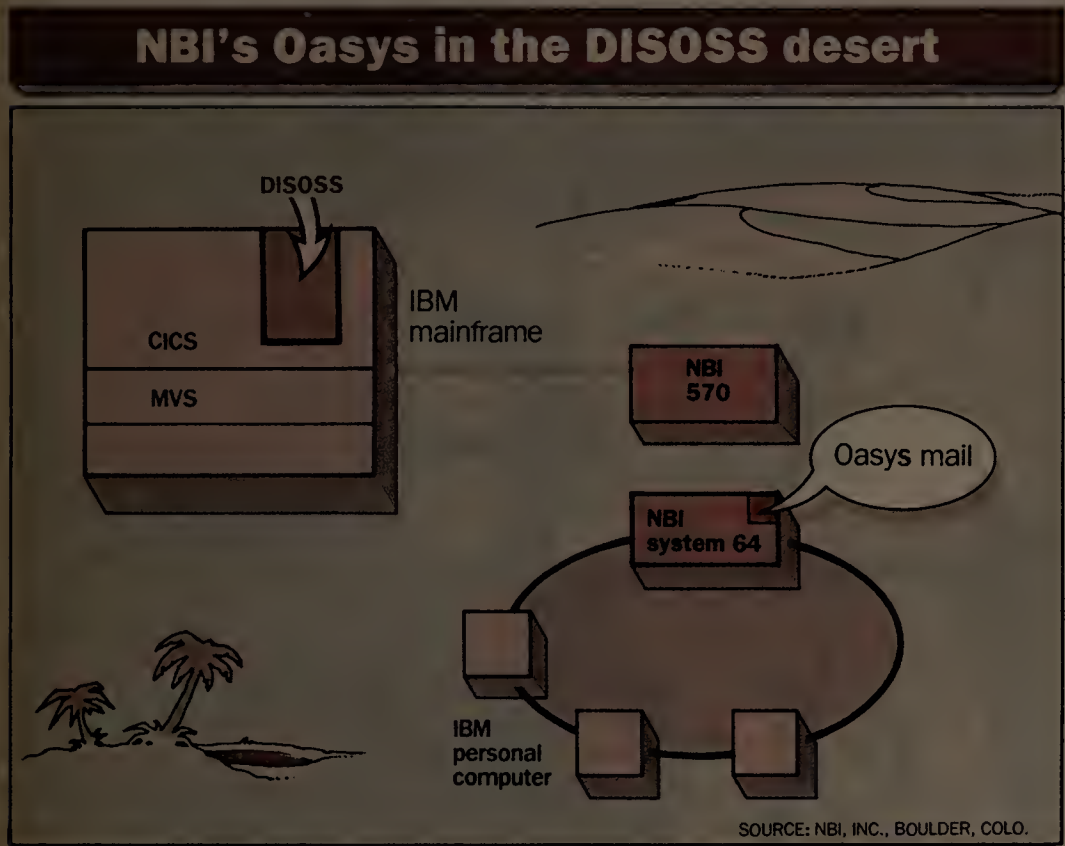 NBI's Oasys in the DISOSS desert
DISOSS
IBM
mainframe
CICS
MVS
NBI
570
Oasys mail
NBI
system 64
IBM
personal
computer
SOURCE: NBI, INC., BOULDER, COLO.